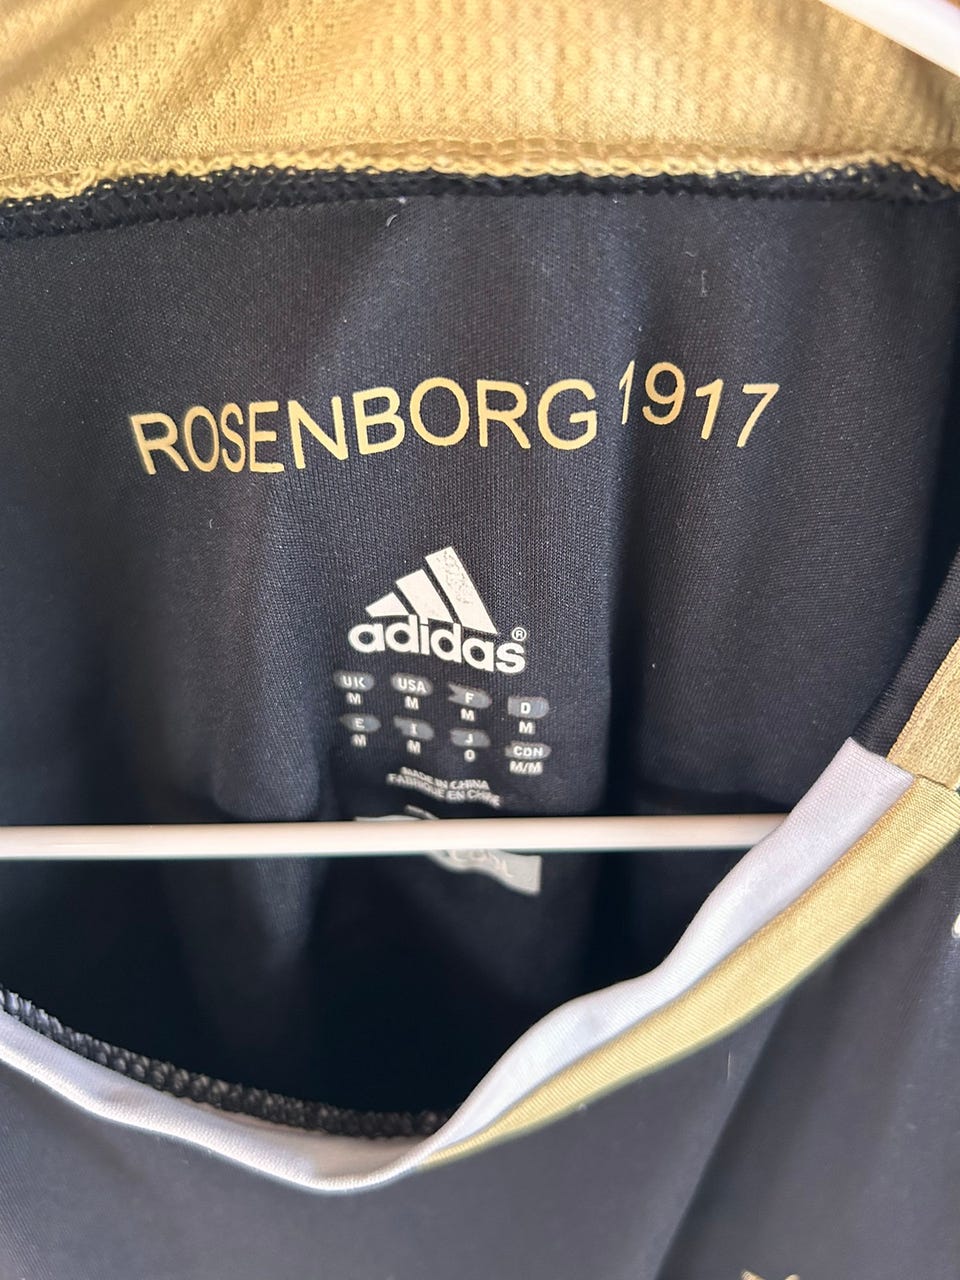 ROSENBORG 1917
adidas®
UK USA F D
M M M M
E I J CDN
M M O M/M
MADE IN CHINA
FABRIQUE EN CHINE